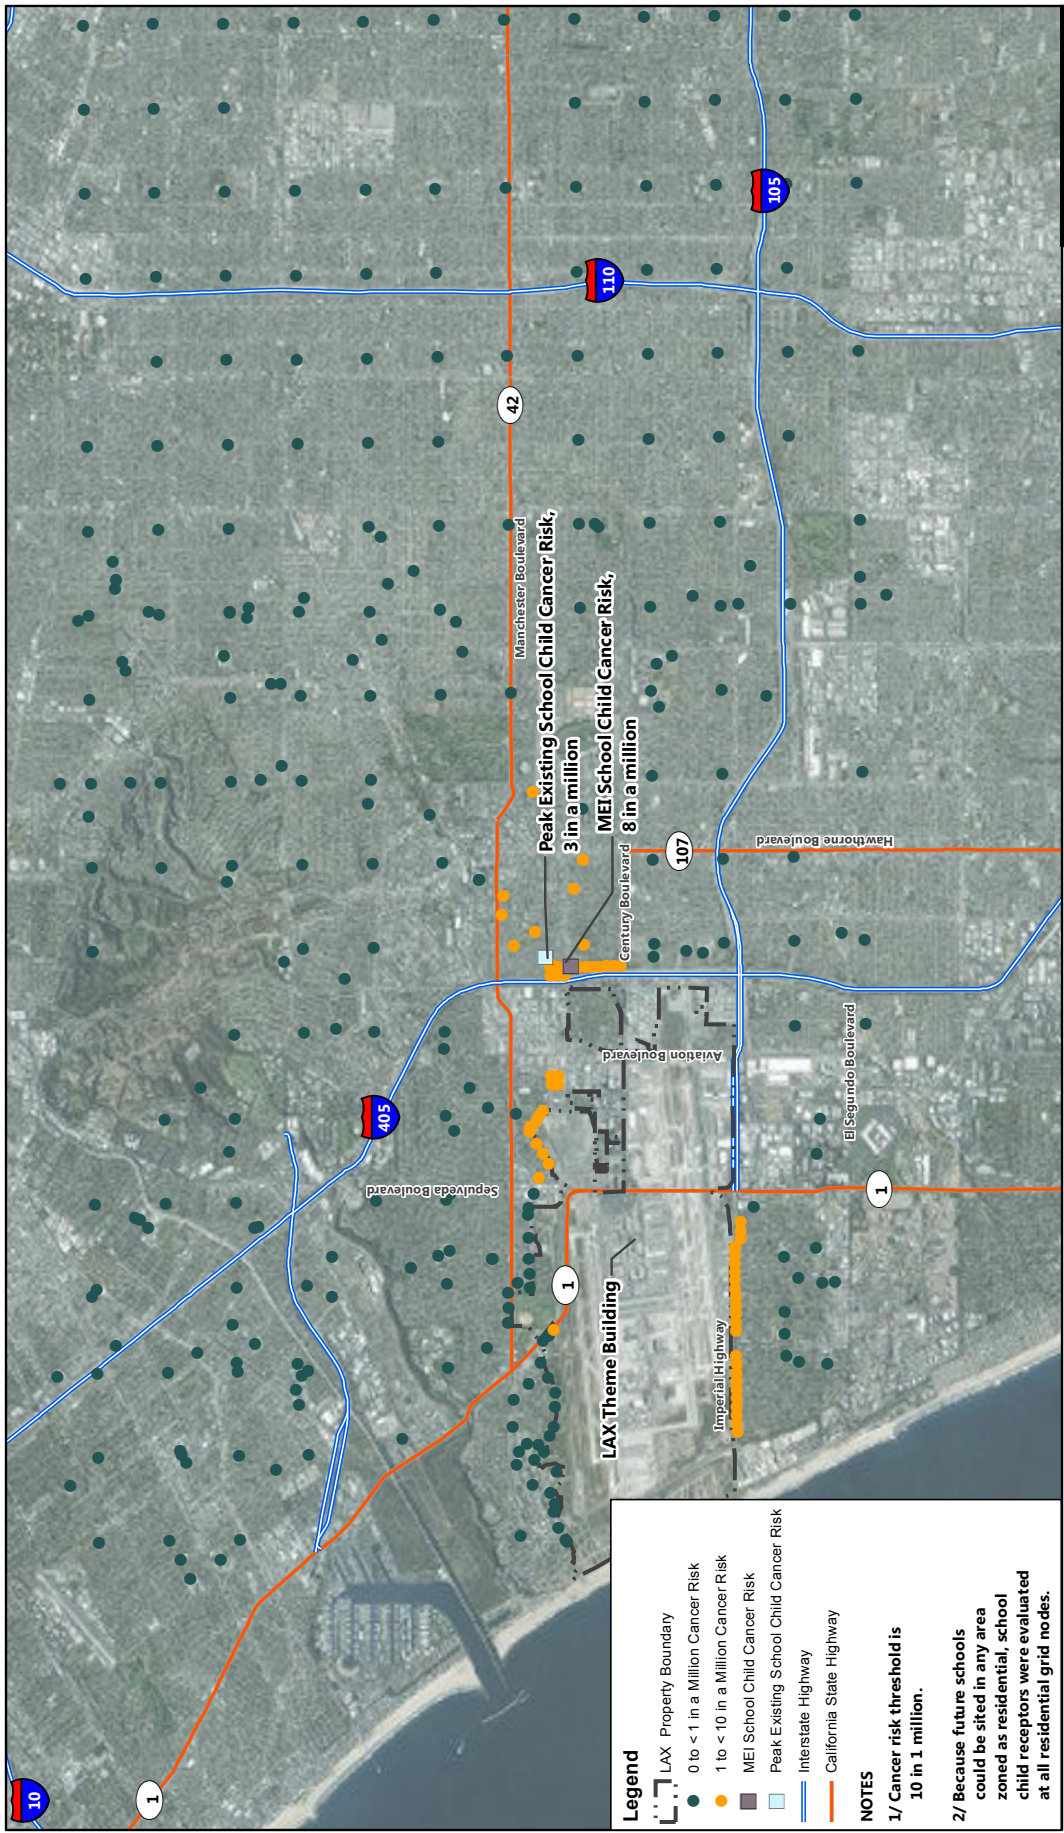 10
1
405
1
1
42
110
105
107
Manchester Boulevard
Peak Existing School Child Cancer Risk,
3 in a million
MEI School Child Cancer Risk,
8 in a million
Century Boulevard
Hawthorne Boulevard
Aviation Boulevard
Sepulveda Boulevard
El Segundo Boulevard
Imperial Highway
LAX Theme Building
Legend
LAX Property Boundary
0 to < 1 in a Million Cancer Risk
1 to < 10 in a Million Cancer Risk
MEI School Child Cancer Risk
Peak Existing School Child Cancer Risk
Interstate Highway
California State Highway
NOTES
1/ Cancer risk threshold is
10 in 1 million.
2/ Because future schools
could be sited in any area
zoned as residential, school
child receptors were evaluated
at all residential grid nodes.